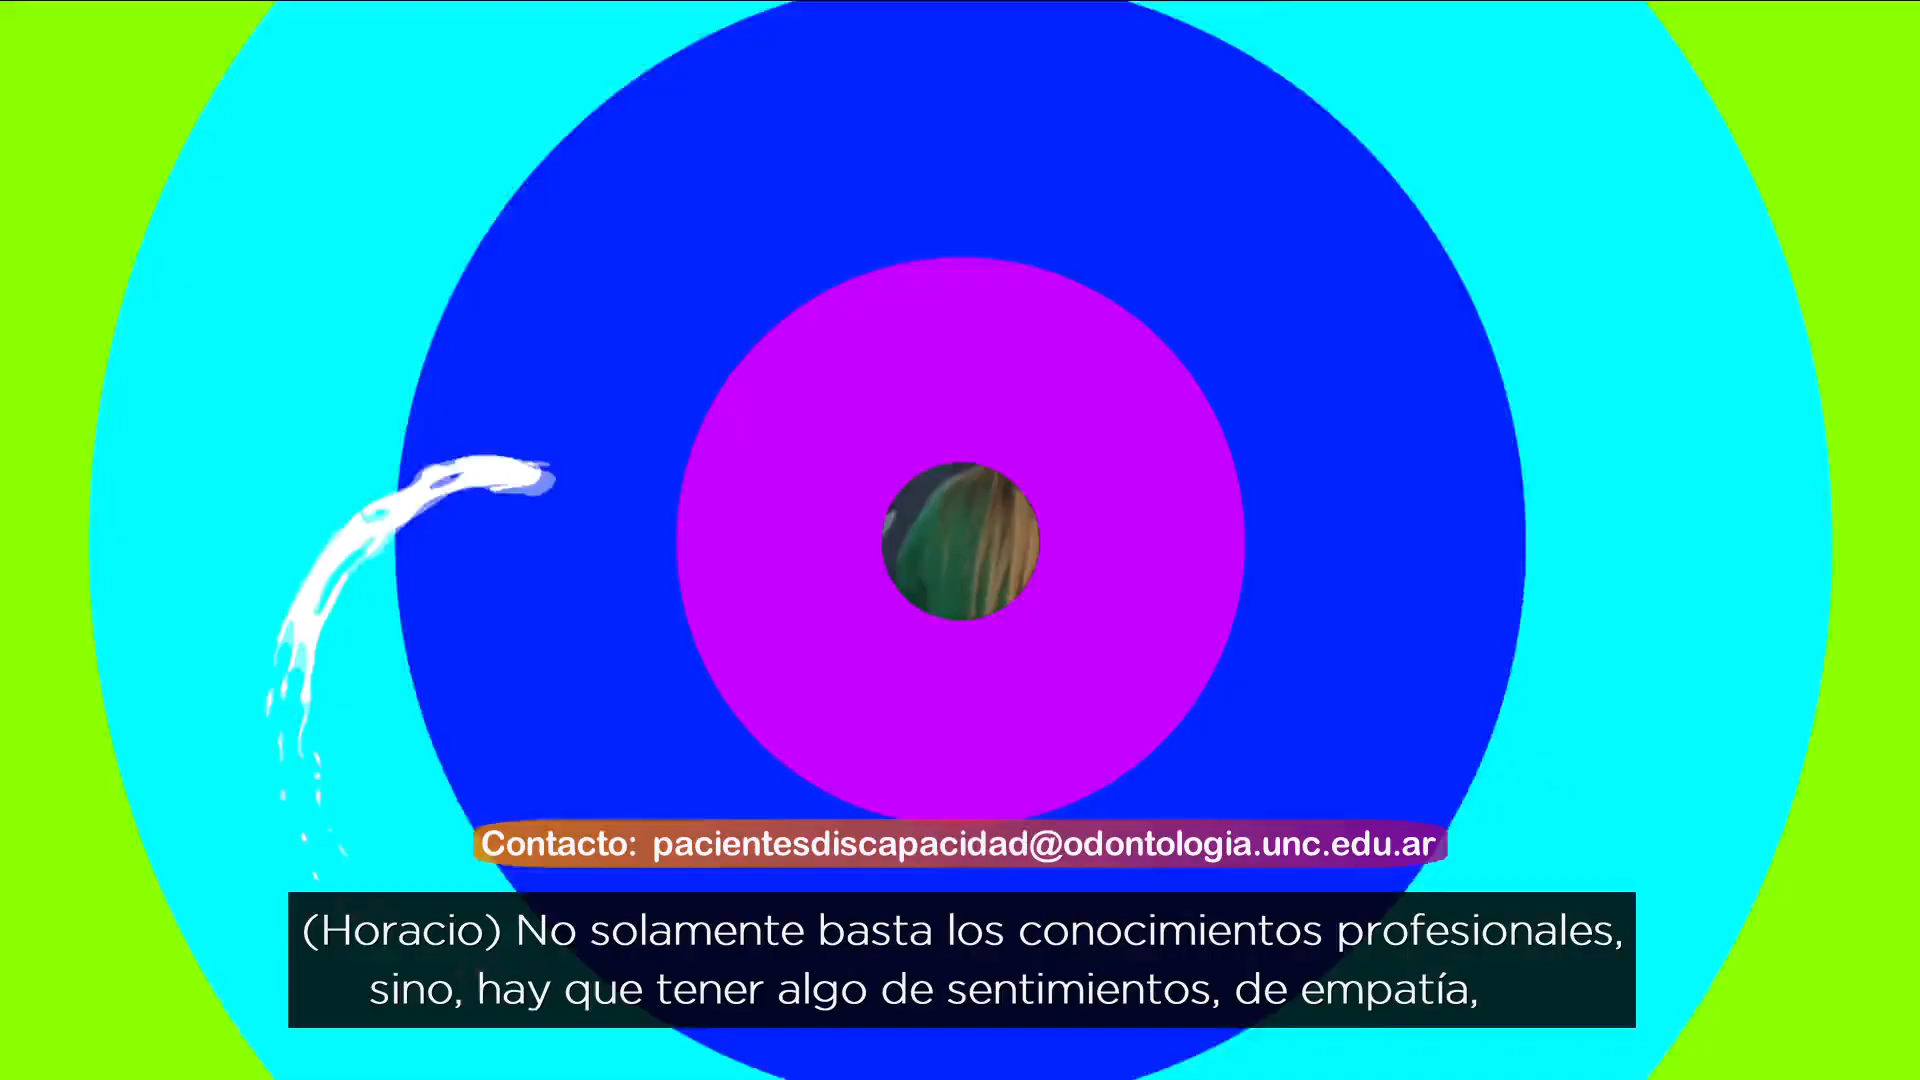 Contacto: pacientesdiscapacidad@odontologia.unc.edu.ar
(Horacio) No solamente basta los conocimientos profesionales,
sino, hay que tener algo de sentimientos, de empatía,